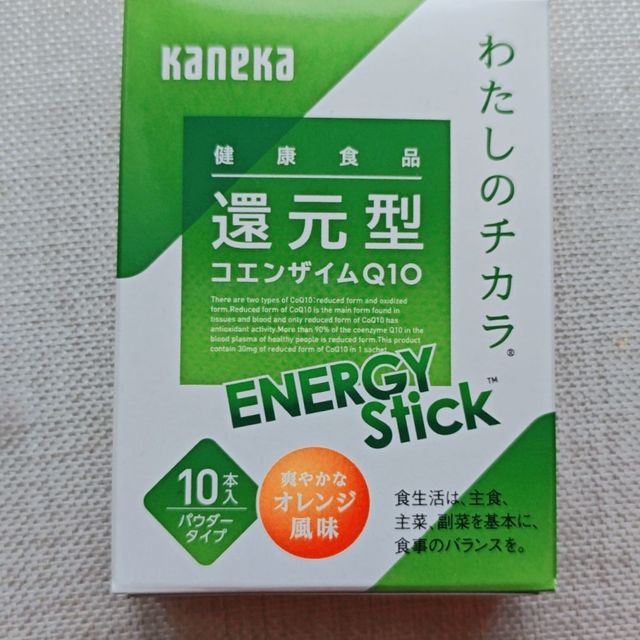 Kaneka
わたしのチカラ®
健康食品
還元型
コエンザイムQ10
There are two types of CoQ10:reduced form and oxidized
form.Reduced form of CoQ10 is the main form found in
tissues and blood and only reduced form of CoQ10 has
antioxidant activity.More than 90% of the coenzyme Q10 in the
blood plasma of healthy people is reduced form.This product
contain 30mg of reduced form of CoQ10 in 1 sachet.
ENERGY
Stick™
10本入
パウダー
タイプ
爽やかな
オレンジ
風味
食生活は、主食、
主菜、副菜を基本に、
食事のバランスを。